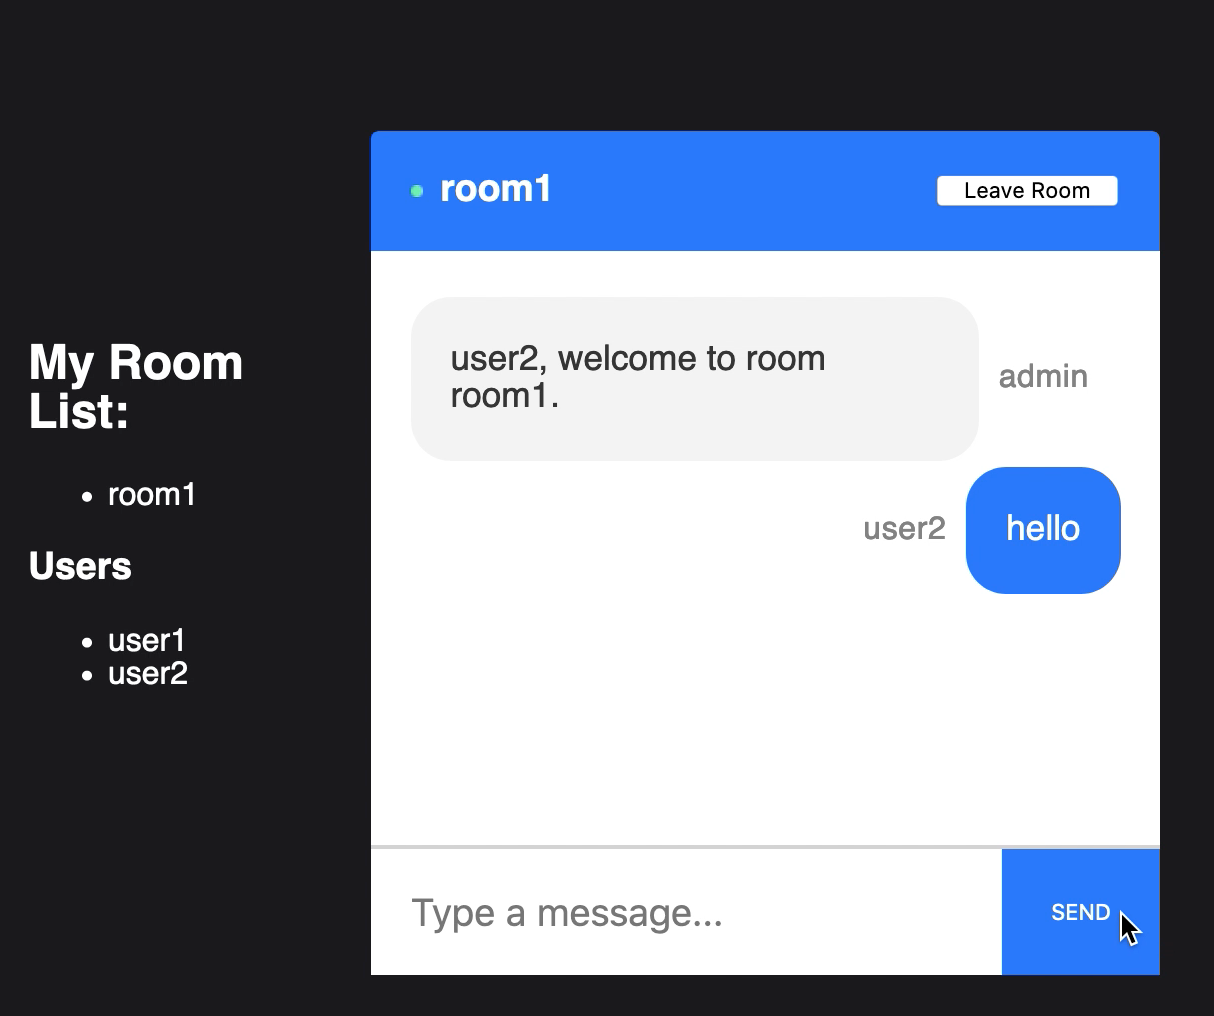 My Room
List:
• room1
Users
• user1
• user2
room1
Leave Room
user2, welcome to room
room1.
admin
user2
hello
Type a message...
SEND